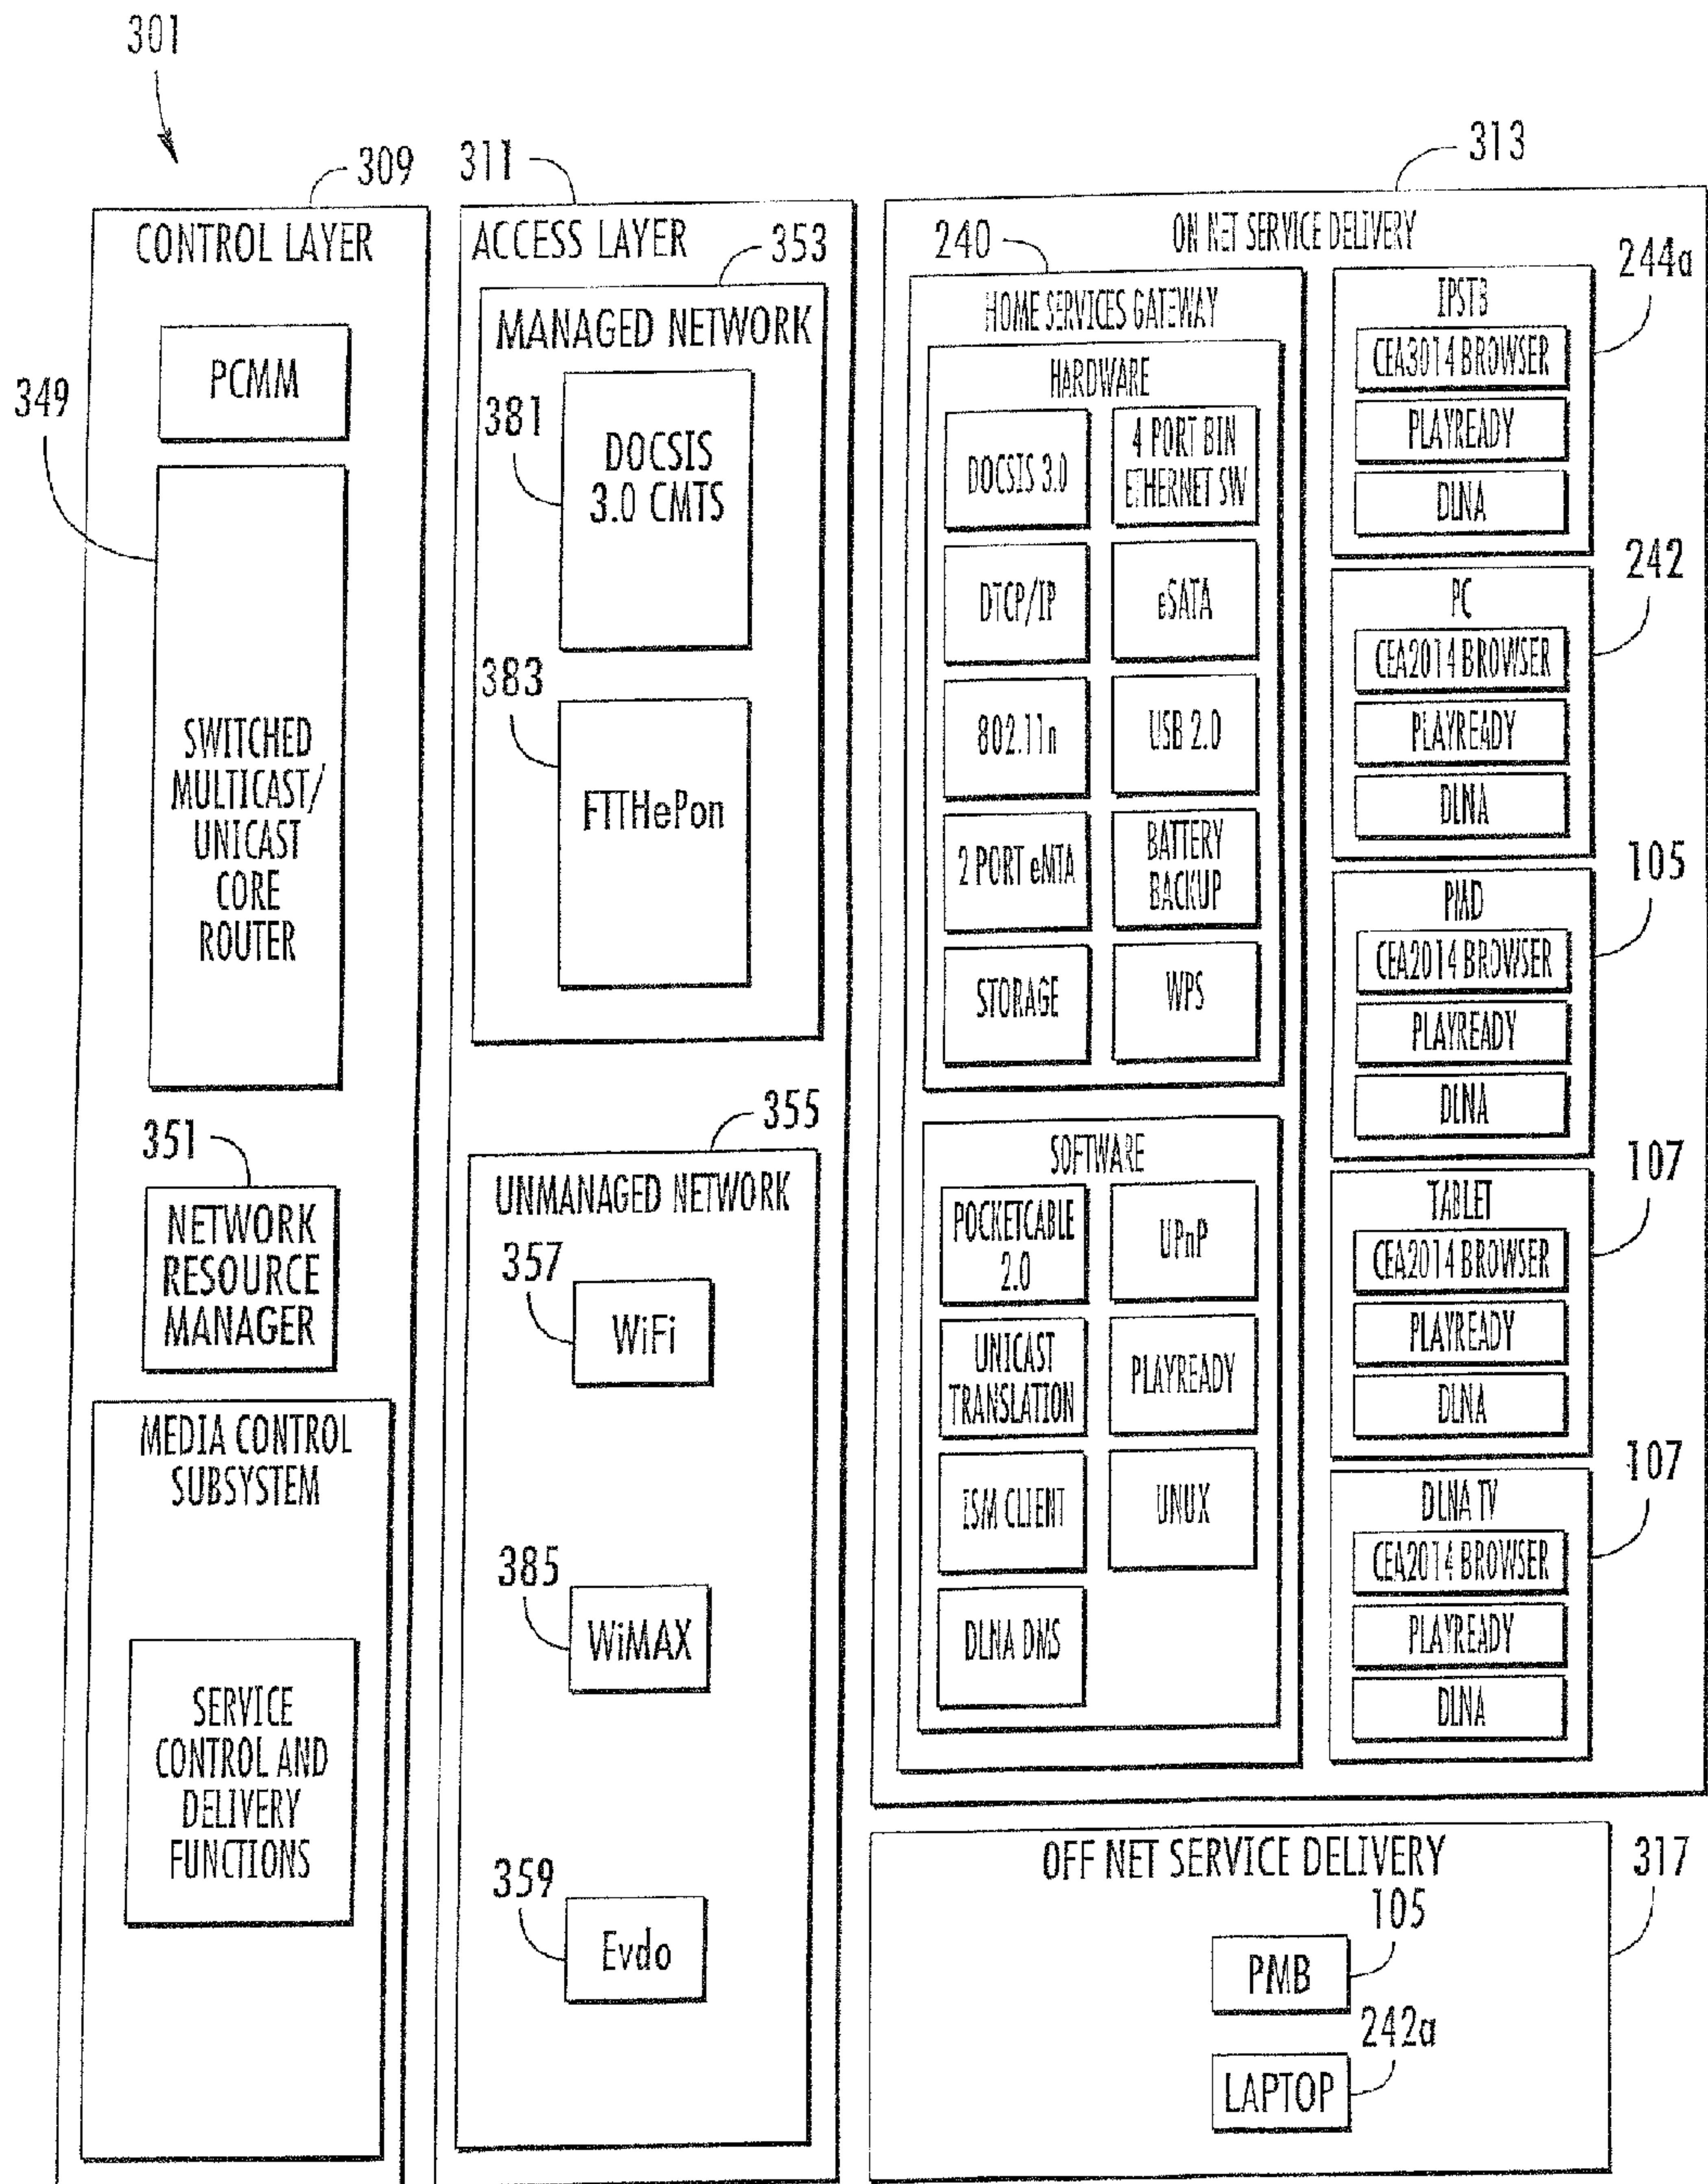 301
309
CONTROL LAYER
PCMM
349
SWITCHED
MULTICAST/
UNICAST
CORE
ROUTER
351
NETWORK
RESOURCE
MANAGER
MEDIA CONTROL
SUBSYSTEM
SERVICE
CONTROL AND
DELIVERY
FUNCTIONS
311
ACCESS LAYER
353
MANAGED NETWORK
381
DOCSIS
3.0 CMTS
383
FTTHePon
355
UNMANAGED NETWORK
357
WiFi
385
WiMAX
359
Evdo
313
ON NET SERVICE DELIVERY
240
HOME SERVICES GATEWAY
HARDWARE
DOCSIS 3.0
4 PORT BIN
ETHERNET SW
DTCP/IP
eSATA
802.11n
USB 2.0
2 PORT eMTA
BATTERY
BACKUP
STORAGE
WPS
SOFTWARE
POCKETCABLE
2.0
UPnP
UNICAST
TRANSLATION
PLAYREADY
ISM CLIENT
UNUX
DLNA DMS
244a
IPSTB
CEA3014 BROWSER
PLAYREADY
DLNA
242
PC
CEA2014 BROWSER
PLAYREADY
DLNA
105
PMD
CEA2014 BROWSER
PLAYREADY
DLNA
107
TABLET
CEA2014 BROWSER
PLAYREADY
DLNA
107
DLNA TV
CEA2014 BROWSER
PLAYREADY
DLNA
317
OFF NET SERVICE DELIVERY
105
PMB
242a
LAPTOP